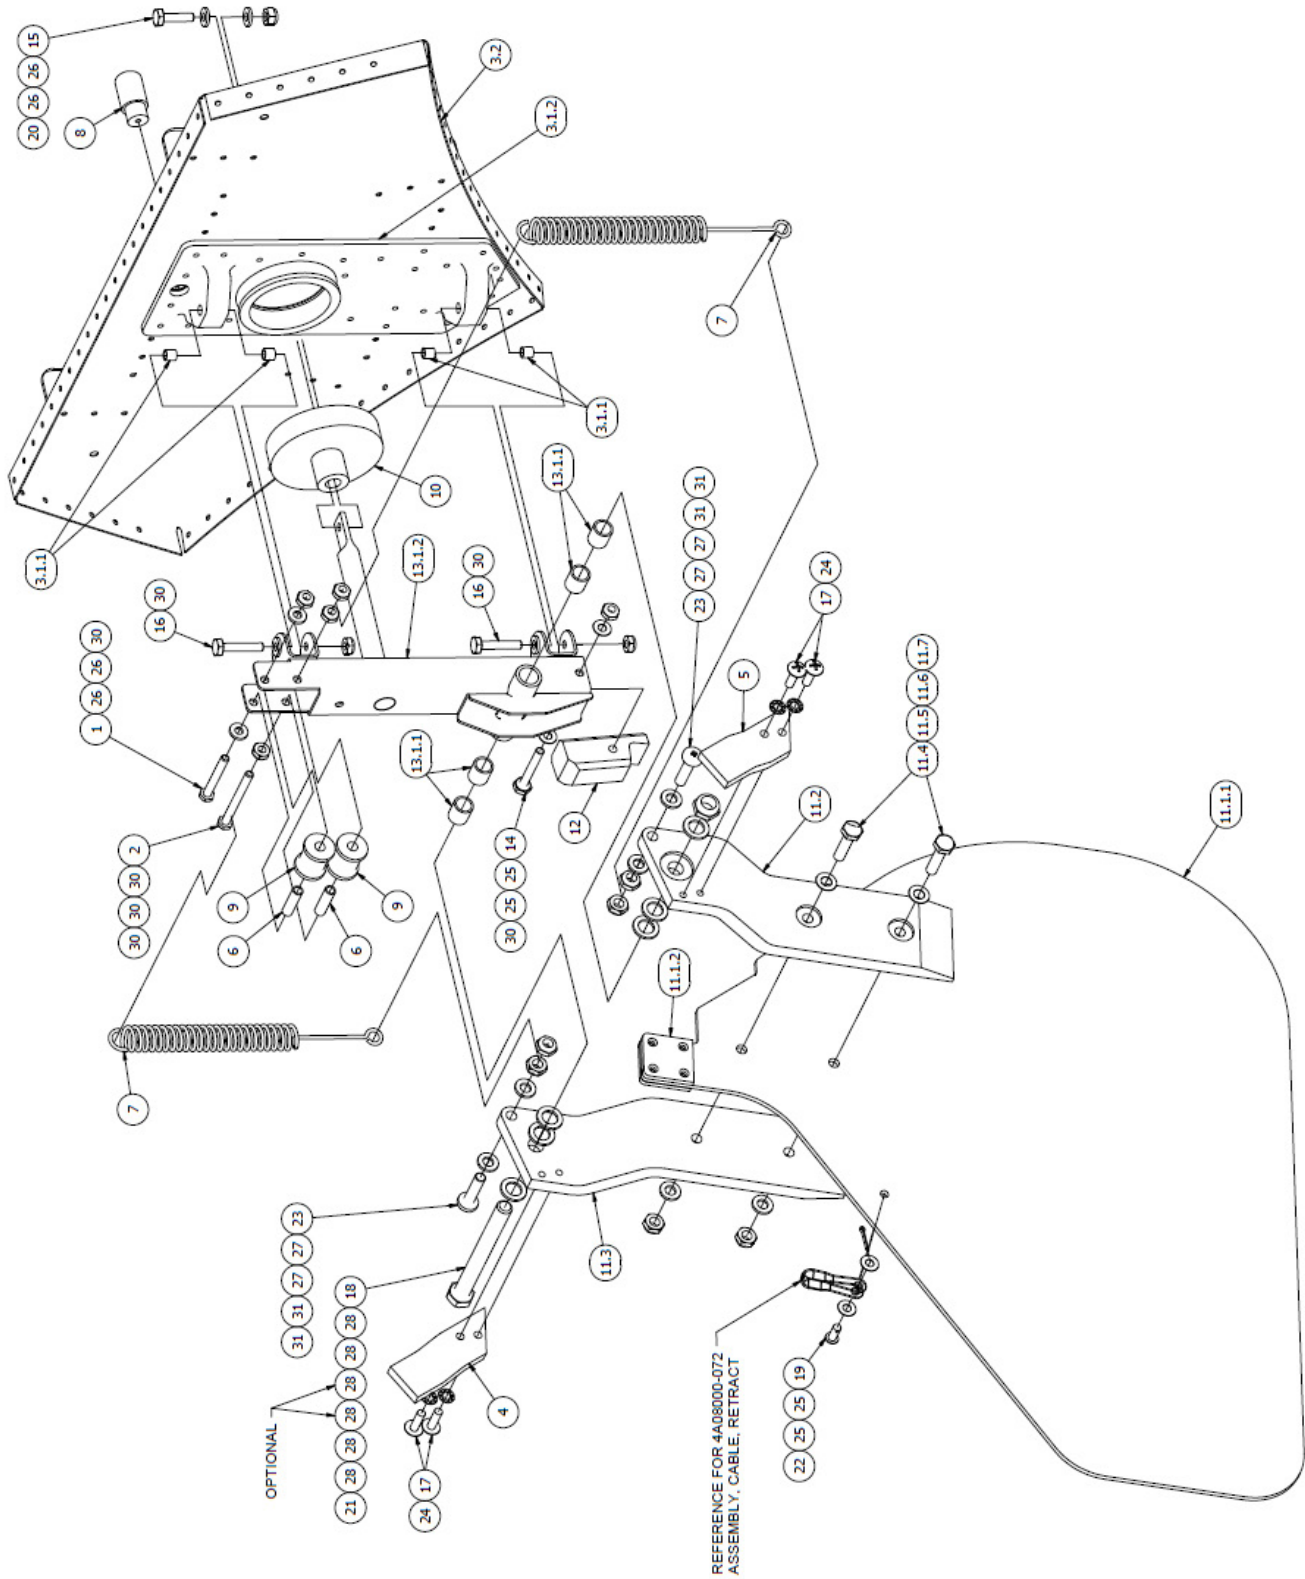 20 26 26 15
3.1.1
8
1 26 26 30
30 30 30 2
7
16 30
6 9
OPTIONAL
31 31 27 27 23
21 28 28 28 28 28 28 18
6
9
13.1.1
13.1.2
24 17
10
16 30
3.2
4
30 25 25 14
3.1.2
13.1.1
12
3.1.1
11.3
11.1.2
23 27 27 31 31
7
REFERENCE FOR 4A08000-072
ASSEMBLY, CABLE, RETRACT
5
22 25 25 19
11.2
17 24
11.4 11.5 11.6 11.7
11.1.1